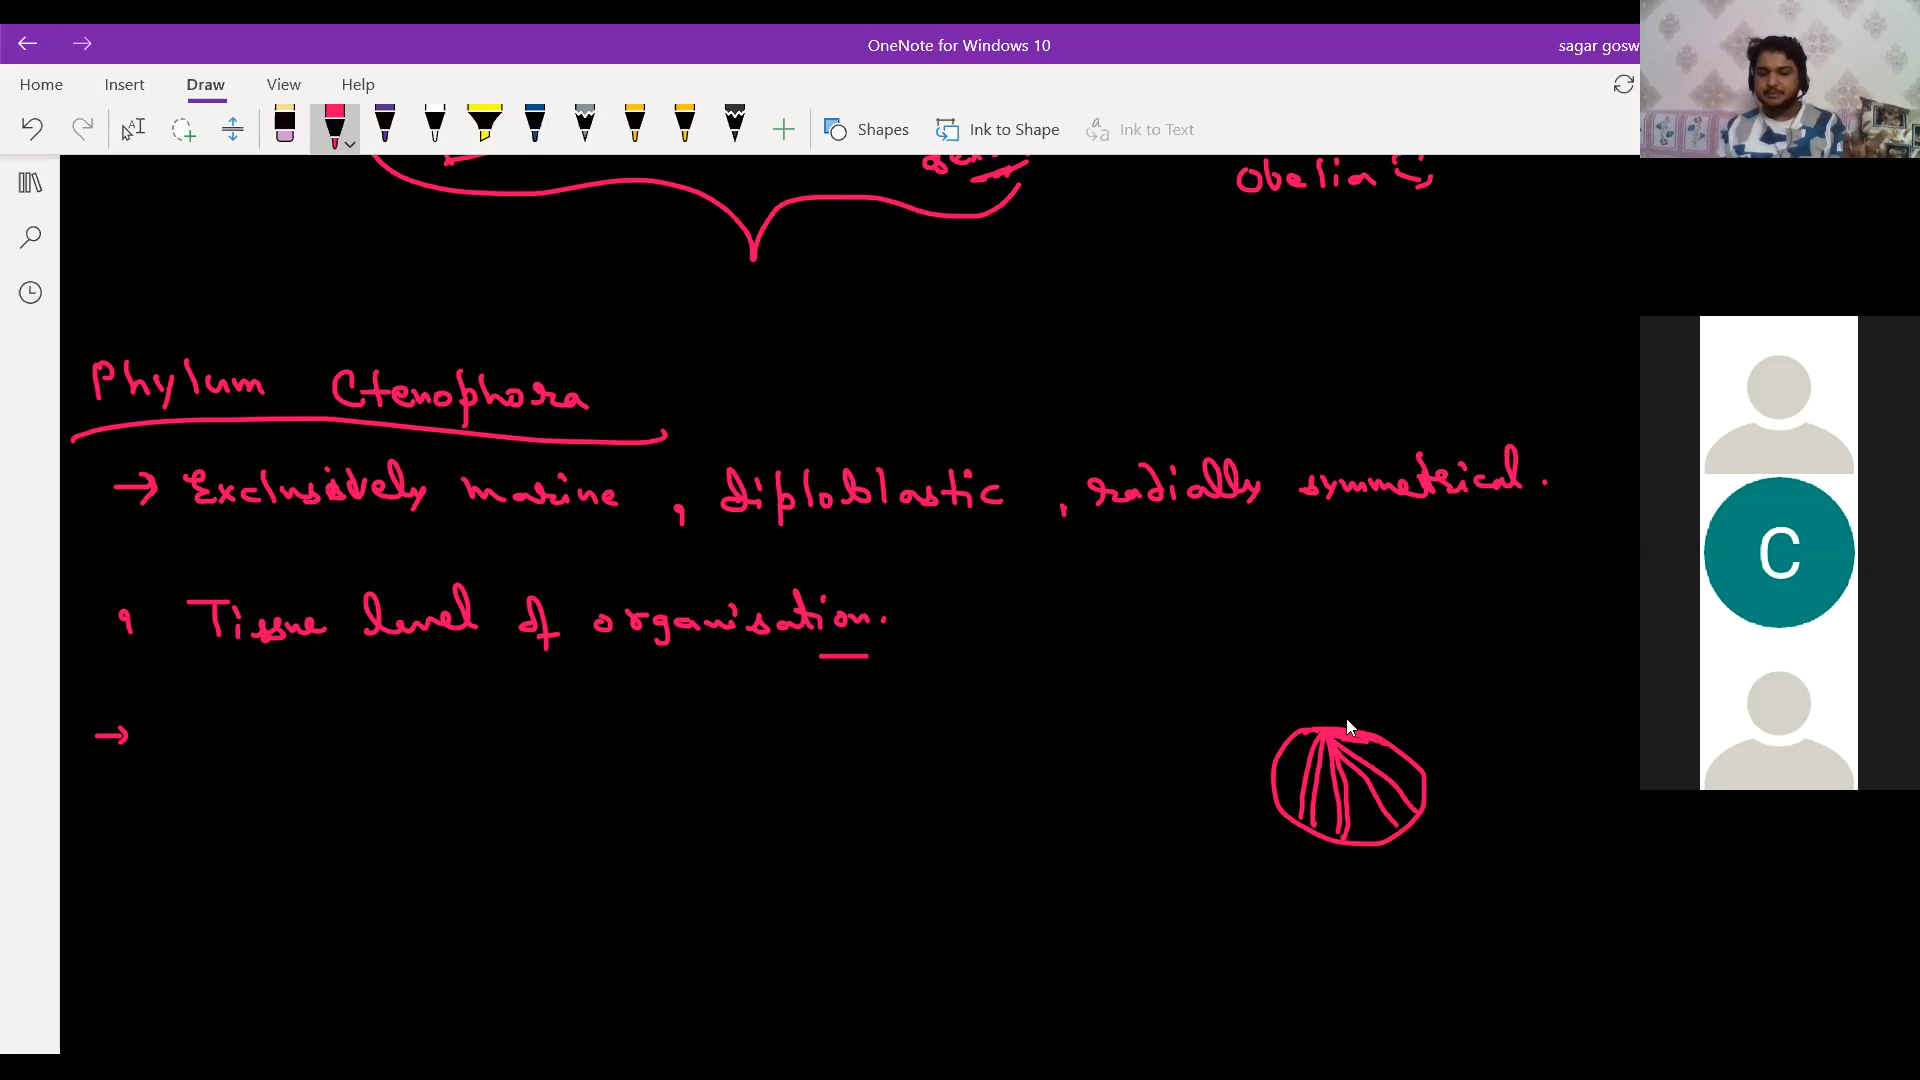 OneNote for Windows 10
sagar gosw
Home Insert Draw View Help
Shapes Ink to Shape Ink to Text
Obelia
Phylum Ctenophora
→ Exclusively marine, diploblastic, radially symmetrical.
Tissue level of organisation.
→
C